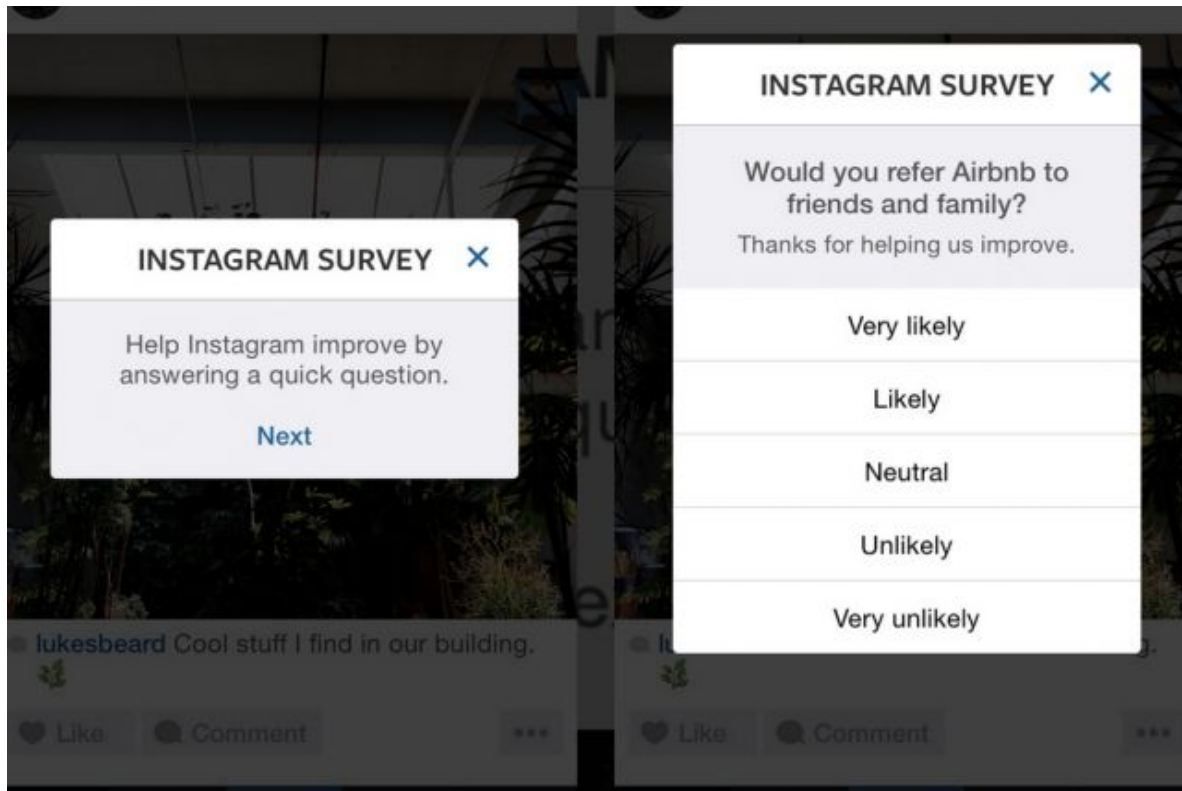 INSTAGRAM SURVEY ×
Help Instagram improve by
answering a quick question.
Next
lukesbeard Cool stuff I find in our building.
Like
Comment
INSTAGRAM SURVEY ×
Would you refer Airbnb to
friends and family?
Thanks for helping us improve.
Very likely
Likely
Neutral
Unlikely
Very unlikely
Like
Comment